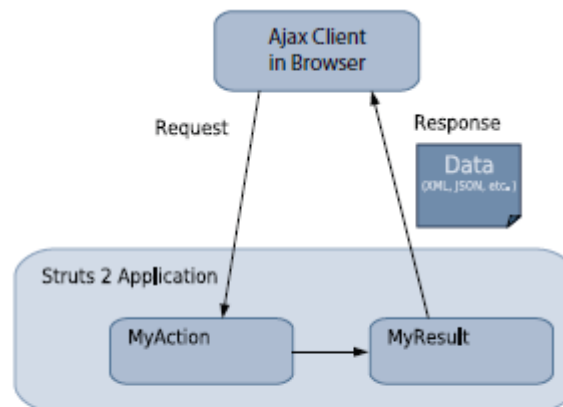 Ajax Client
in Browser
Request
Response
Data
(XML, JSON, etc.)
Struts 2 Application
MyAction
MyResult